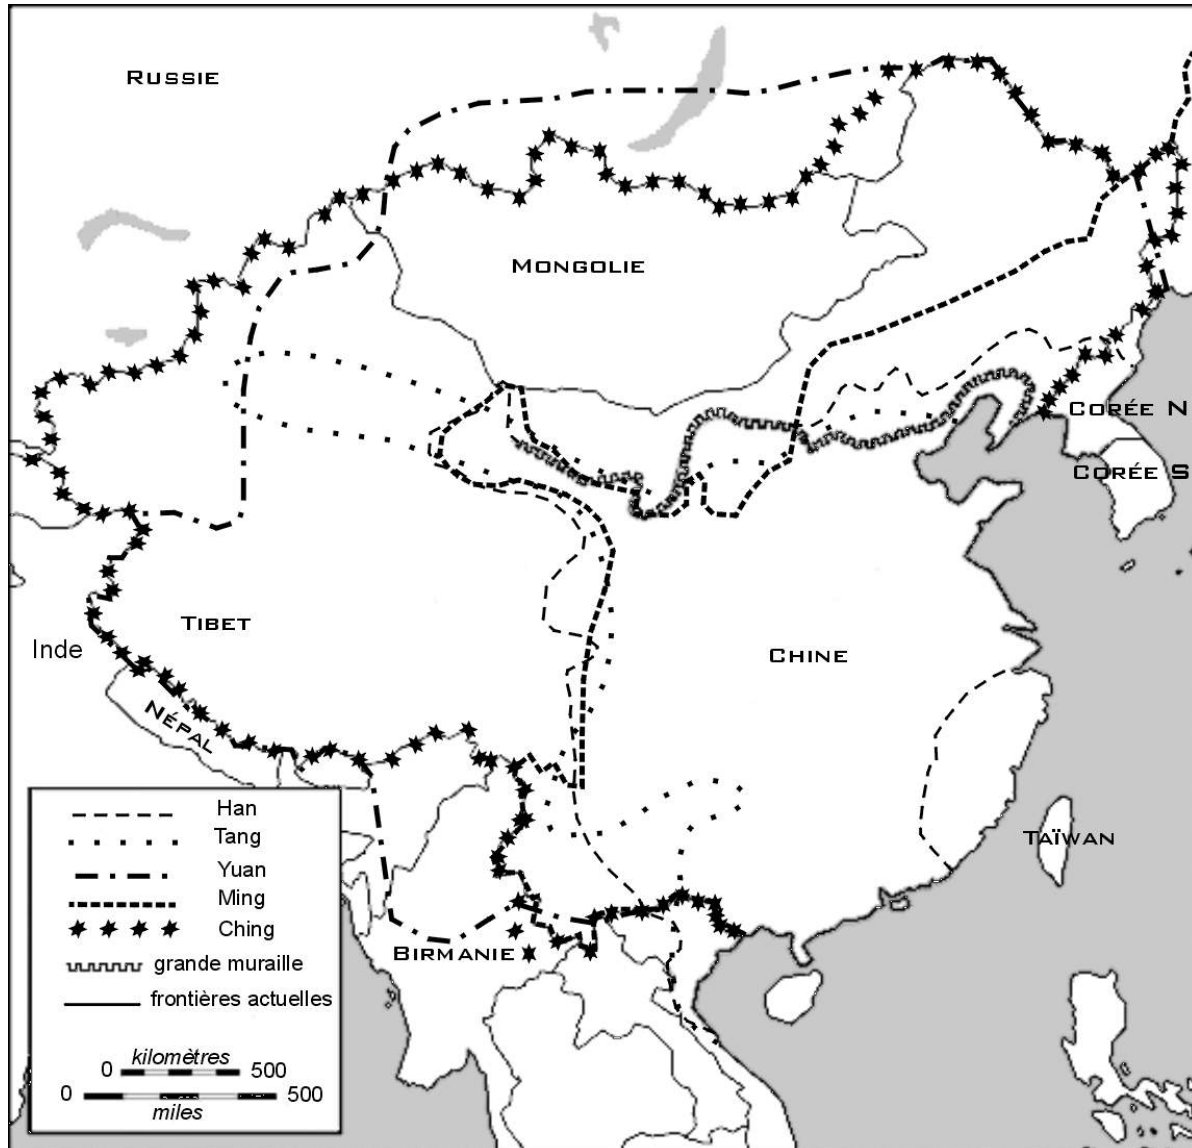 RUSSIE
MONGOLIE
CORÉE N
CORÉE S
TIBET
Inde
CHINE
NÉPAL
TAÏWAN
BIRMANIE
Han
Tang
Yuan
Ming
Ching
grande muraille
frontières actuelles
kilomètres
0 500
0 500
miles